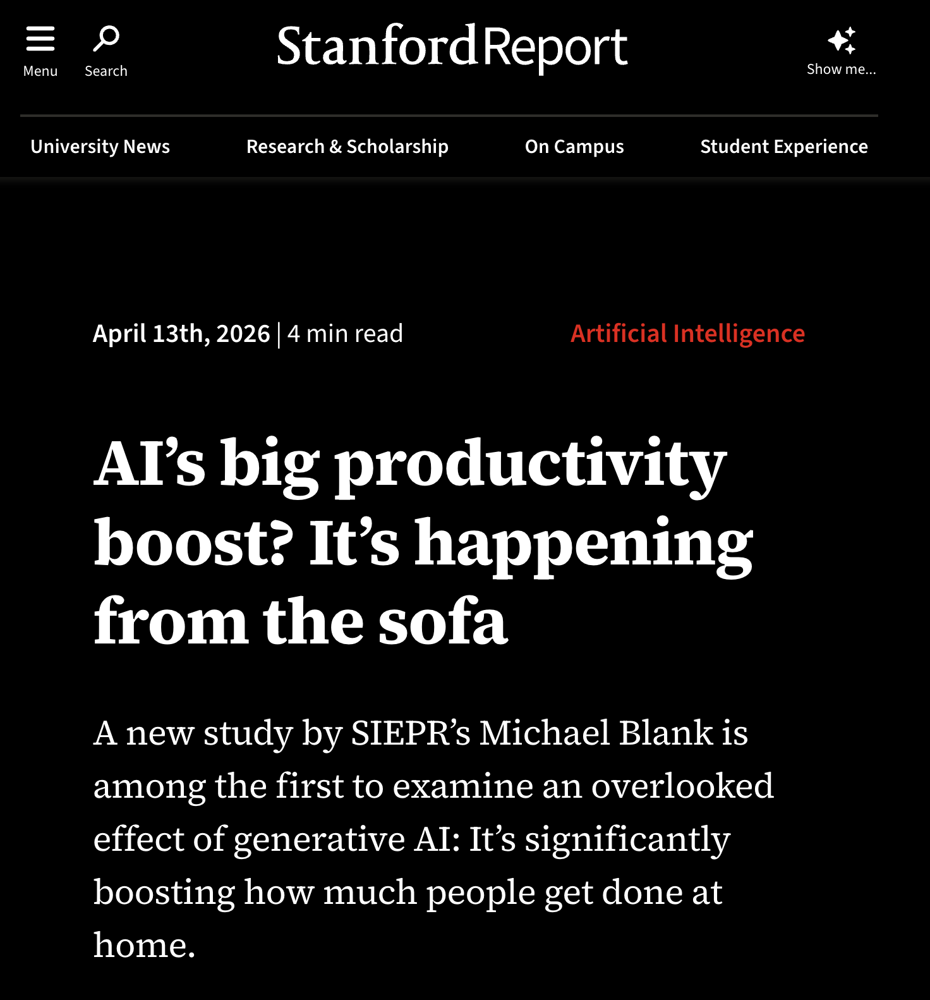 Menu
Search
StanfordReport
Show me...
University News
Research & Scholarship
On Campus
Student Experience
April 13th, 2026 | 4 min read
Artificial Intelligence
AI’s big productivity
boost? It’s happening
from the sofa
A new study by SIEPR’s Michael Blank is
among the first to examine an overlooked
effect of generative AI: It’s significantly
boosting how much people get done at
home.